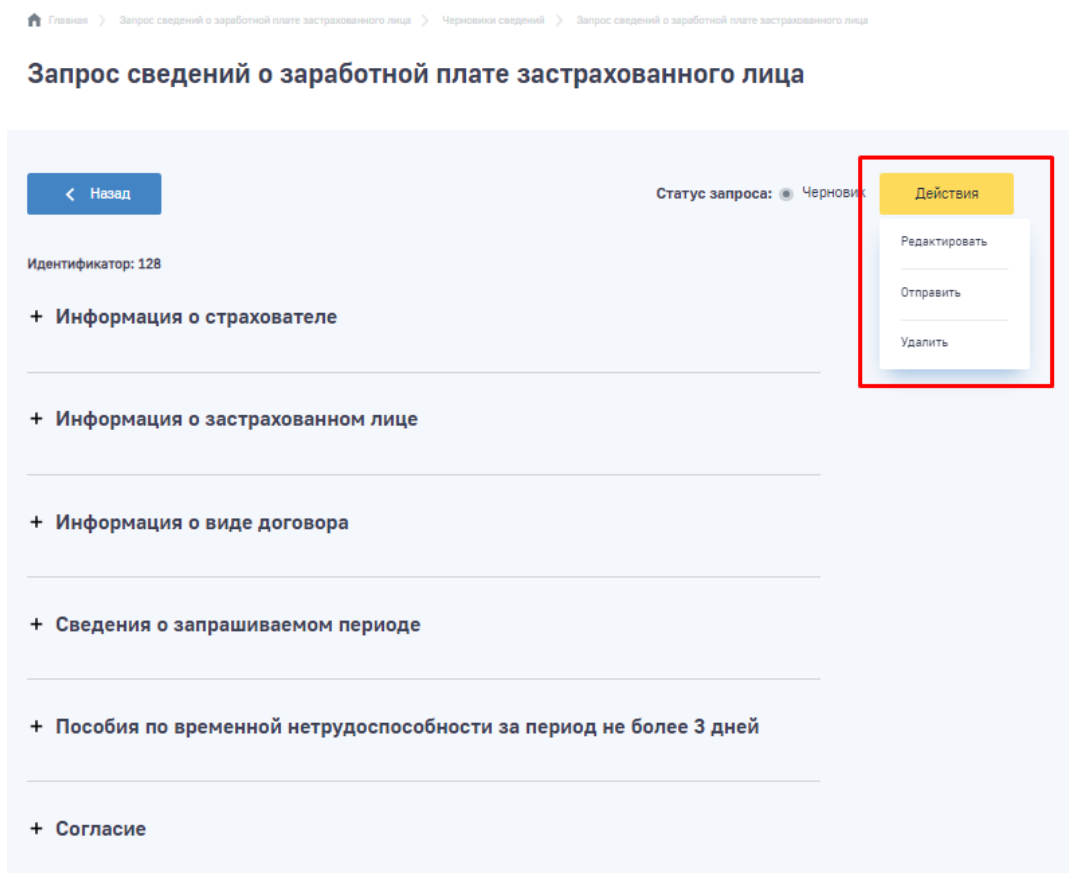 Главная > Запрос сведений о заработной плате застрахованного лица > Черновики сведений > Запрос сведений о заработной плате застрахованного лица
Запрос сведений о заработной плате застрахованного лица
Назад
Статус запроса: Черновик
Действия
Редактировать
Отправить
Удалить
Идентификатор: 128
+ Информация о страхователе
+ Информация о застрахованном лице
+ Информация о виде договора
+ Сведения о запрашиваемом периоде
+ Пособия по временной нетрудоспособности за период не более 3 дней
+ Согласие